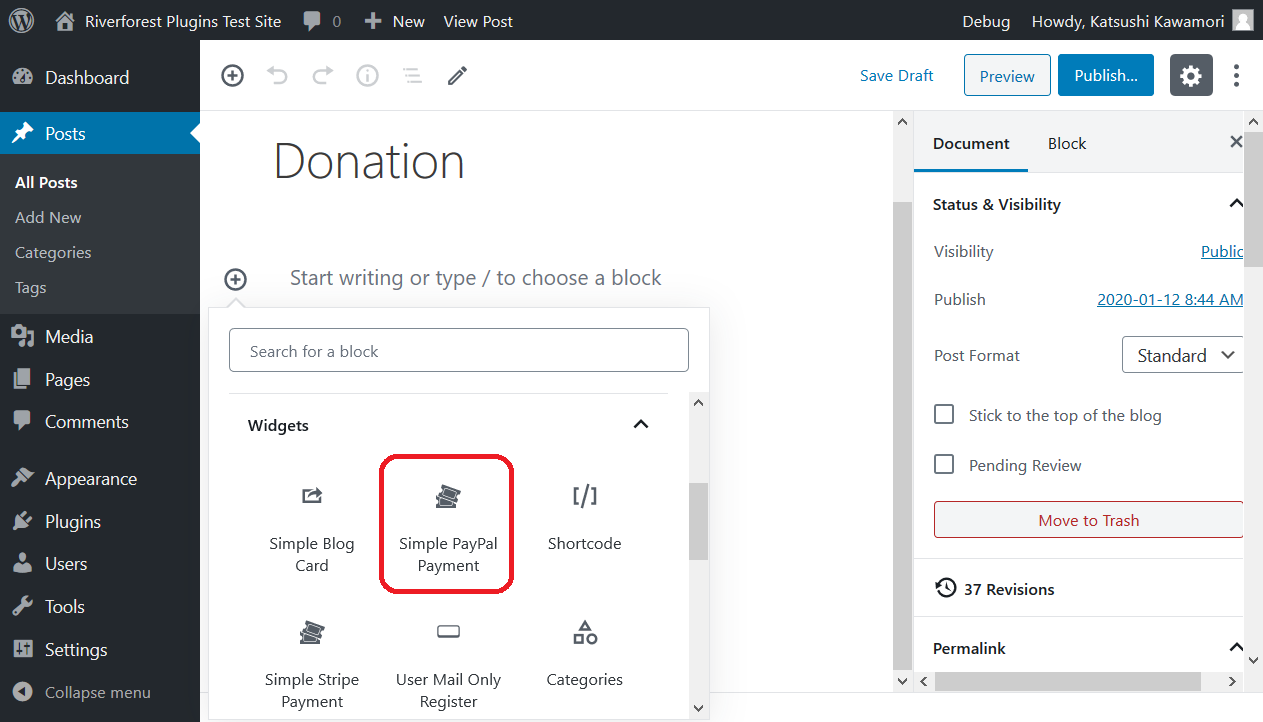 Riverforest Plugins Test Site 0 New View Post Debug Howdy, Katsushi Kawamori
Dashboard
Posts
All Posts
Add New
Categories
Tags
Media
Pages
Comments
Appearance
Plugins
Users
Tools
Settings
Collapse menu
Save Draft Preview Publish...
Donation
Start writing or type / to choose a block
Search for a block
Widgets
Simple Blog
Card
Simple PayPal
Payment
[/]
Shortcode
Simple Stripe
Payment
User Mail Only
Register
Categories
Document Block
Status & Visibility
Visibility Public
Publish 2020-01-12 8:44 AM
Post Format Standard
Stick to the top of the blog
Pending Review
Move to Trash
37 Revisions
Permalink